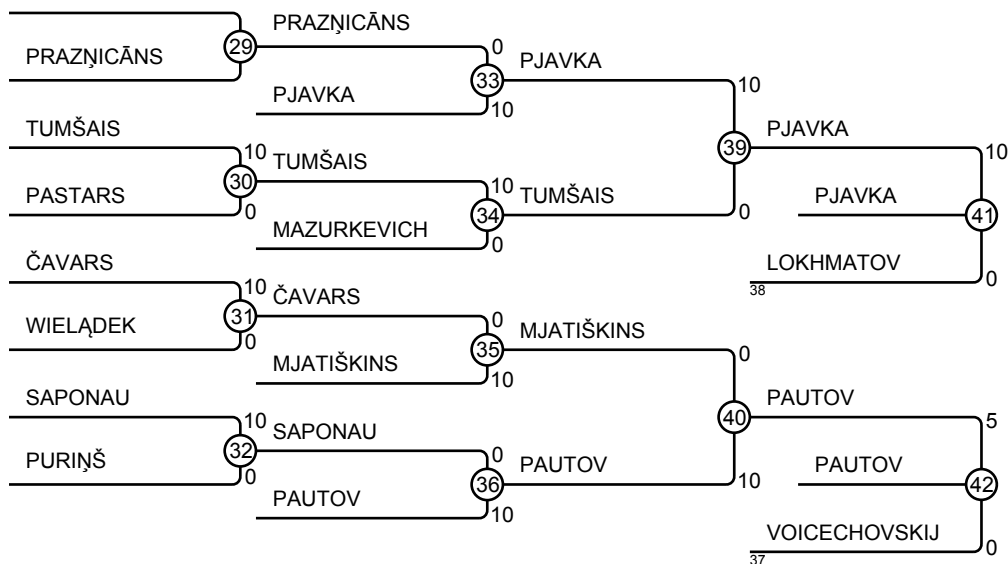 PRAZŅICĀNS
PRAZŅICĀNS
29
0
PJAVKA
33
PJAVKA
10
10
TUMŠAIS
PJAVKA
10
39
10
30
TUMŠAIS
10
PASTARS
0
34
TUMŠAIS
0
PJAVKA
41
MAZURKEVICH
0
ČAVARS
LOKHMATOV
0
38
10
ČAVARS
31
0
WIELĄDEK
0
35
MJATIŠKINS
0
MJATIŠKINS
10
SAPONAU
PAUTOV
10
40
5
SAPONAU
32
0
PURIŅŠ
0
36
PAUTOV
10
PAUTOV
42
PAUTOV
10
VOICECHOVSKIJ
0
37